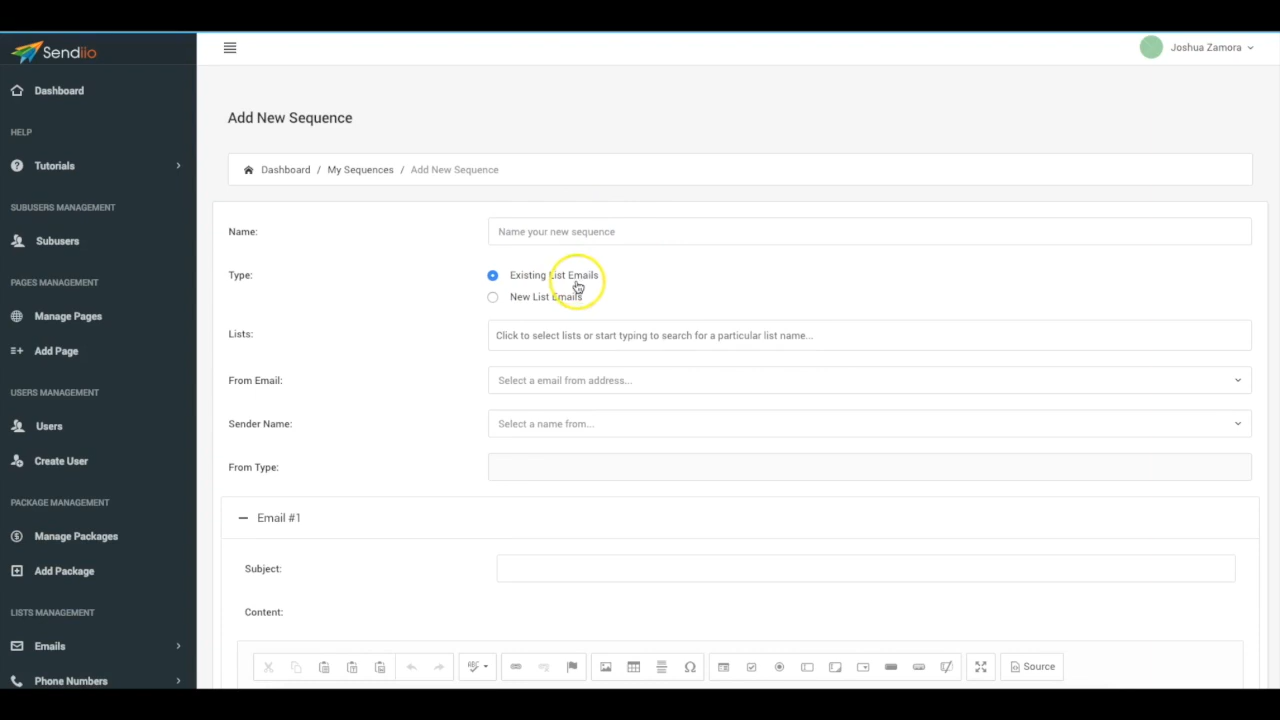 Sendiio
Joshua Zamora
Dashboard
HELP
Tutorials
SUBUSERS MANAGEMENT
Subusers
PAGES MANAGEMENT
Manage Pages
Add Page
USERS MANAGEMENT
Users
Create User
PACKAGE MANAGEMENT
Manage Packages
Add Package
LISTS MANAGEMENT
Emails
Phone Numbers
Add New Sequence
Dashboard / My Sequences / Add New Sequence
Name: Name your new sequence
Type: Existing List Emails
New List Emails
Lists: Click to select lists or start typing to search for a particular list name...
From Email: Select a email from address...
Sender Name: Select a name from...
From Type:
Email #1
Subject:
Content:
ABC
Ω
Source